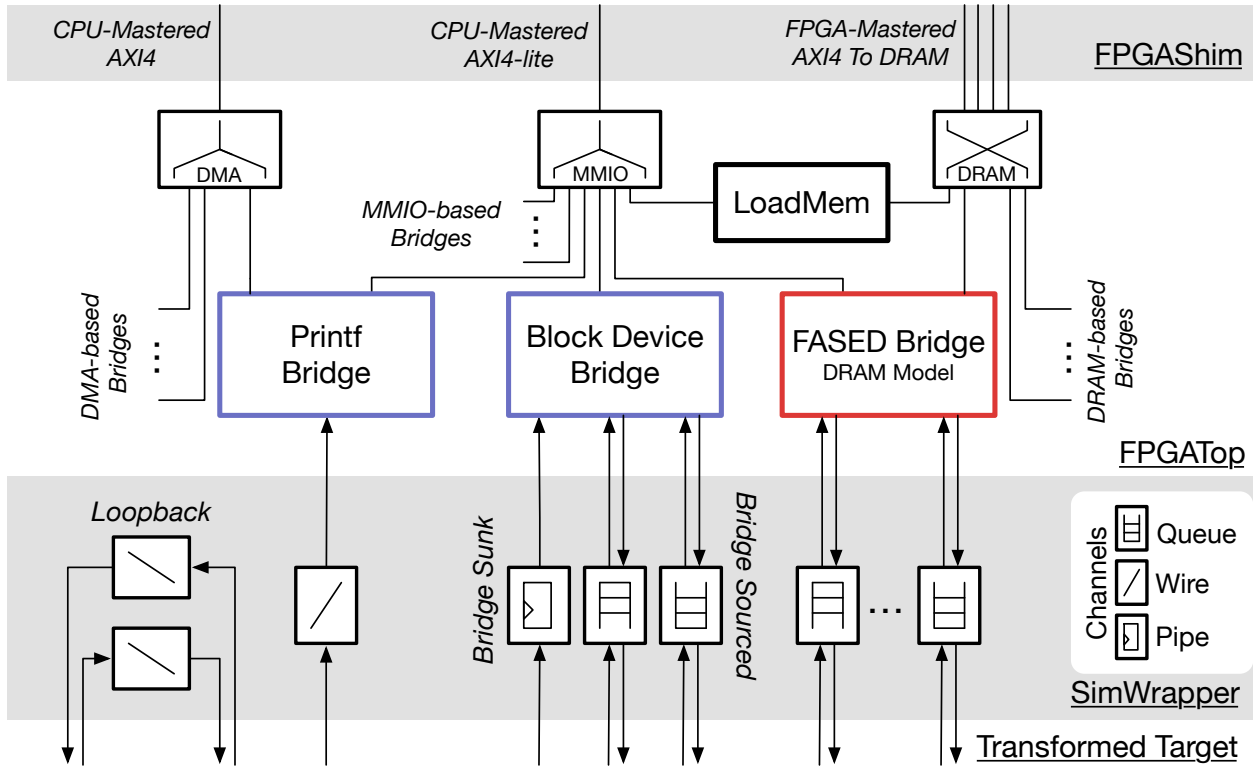 CPU-Mastered
AXI4
CPU-Mastered
AXI4-lite
FPGA-Mastered
AXI4 To DRAM
FPGAShim
DMA
MMIO
DRAM
LoadMem
MMIO-based
Bridges
DMA-based
Bridges
Printf
Bridge
Block Device
Bridge
FASED Bridge
DRAM Model
DRAM-based
Bridges
FPGATop
Loopback
Bridge Sunk
Bridge Sourced
Channels
Queue
Wire
Pipe
SimWrapper
Transformed Target